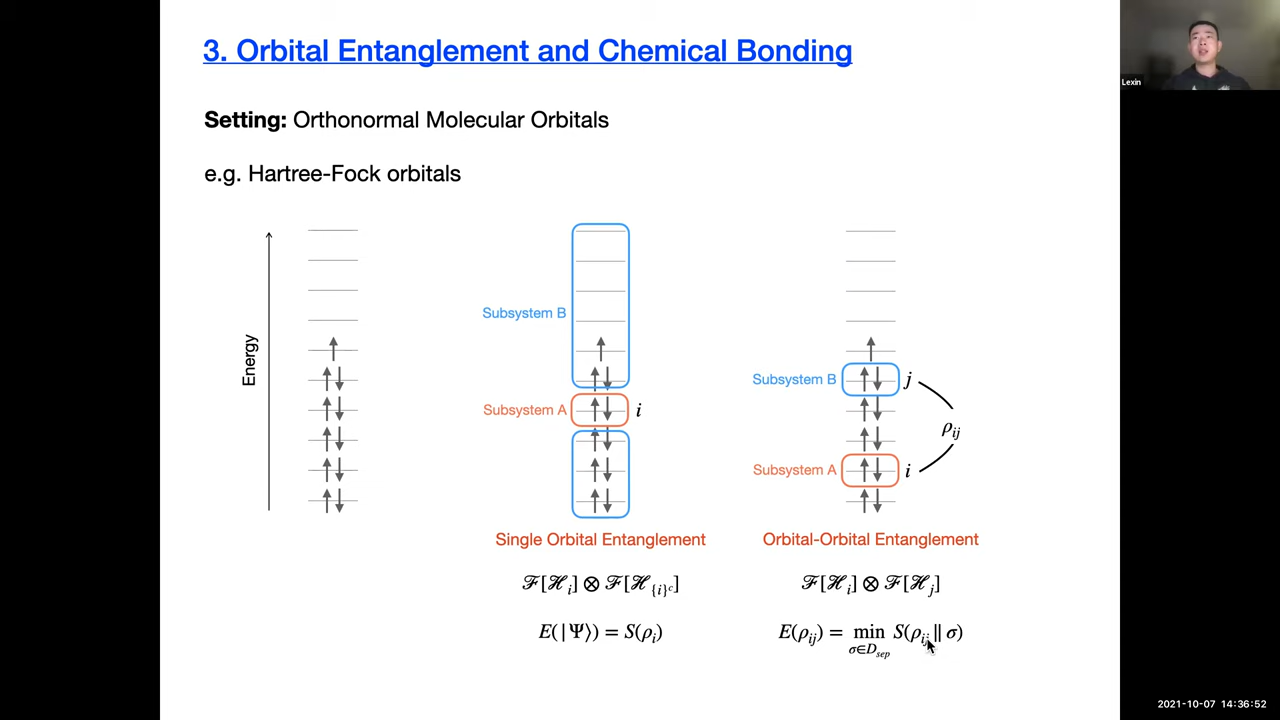 3. Orbital Entanglement and Chemical Bonding
Lexin
Setting: Orthonormal Molecular Orbitals
e.g. Hartree-Fock orbitals
Energy
Subsystem B
Subsystem A
i
Subsystem B
j
ρij
Subsystem A
i
Single Orbital Entanglement
Orbital-Orbital Entanglement
ℱ[ℋi] ⊗ ℱ[ℋ{i}c]
ℱ[ℋi] ⊗ ℱ[ℋj]
E(|Ψ⟩) = S(ρi)
E(ρij) = min S(ρij‖σ)
σ∈Dsep
2021-10-07 14:36:52